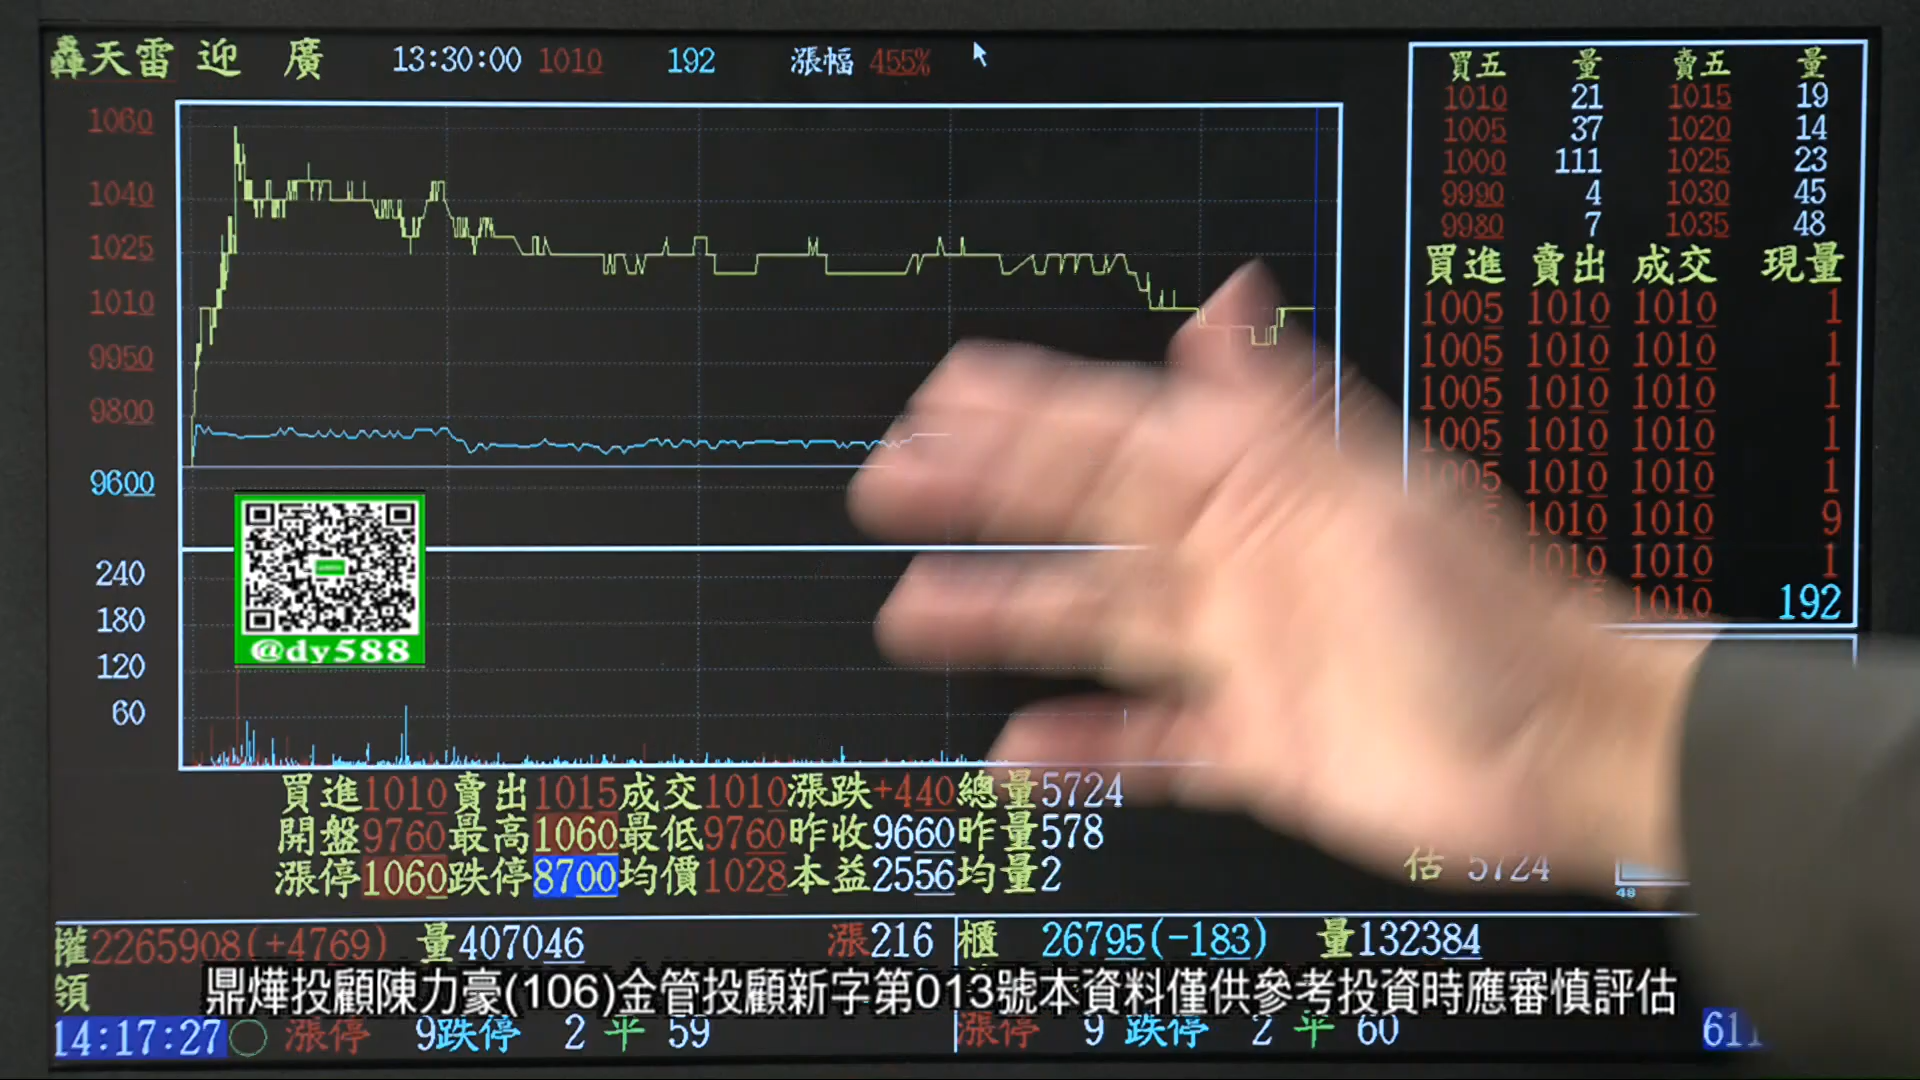 轟天雷 迎 廣 13:30:00 1010 192 漲幅 455%
1060
1040
1025
1010
9950
9800
9600
240
180
120
60
@dy588
買五 量 賣五 量
1010 21 1015 19
1005 37 1020 14
1000 111 1025 23
9990 4 1030 45
9980 7 1035 48
買進 賣出 成交 現量
1005 1010 1010 1
1005 1010 1010 1
1005 1010 1010 1
1005 1010 1010 1
1005 1010 1010 1
1010 1010 9
1010 1010 1
1010 192
買進1010賣出1015成交1010漲跌+440總量5724
開盤9760最高1060最低9760昨收9660昨量578
漲停1060跌停8700均價1028本益2556均量2
估 5724
48
權2265908(+4769) 量407046 漲216 櫃 26795(-183) 量132384
領
鼎燁投顧陳力豪(106)金管投顧新字第013號本資料僅供參考投資時應審慎評估
14:17:27 漲停 9跌停 2 平 59 漲停 9 跌停 2 平 60